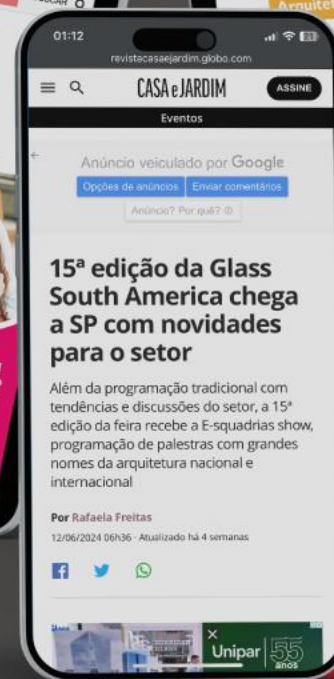 Arquitet
01:12
revistacasaejardim.globo.com
CASA e JARDIM
ASSINE
Eventos
Anúncio veiculado por Google
Opções de anúncios
Enviar comentários
Anúncio? Por quê?
15ª edição da Glass
South America chega
a SP com novidades
para o setor
Além da programação tradicional com
tendências e discussões do setor, a 15ª
edição da feira recebe a E-squadrias show,
programação de palestras com grandes
nomes da arquitetura nacional e
internacional
Por Rafaela Freitas
12/06/2024 06h36 · Atualizado há 4 semanas
Unipar 55
anos